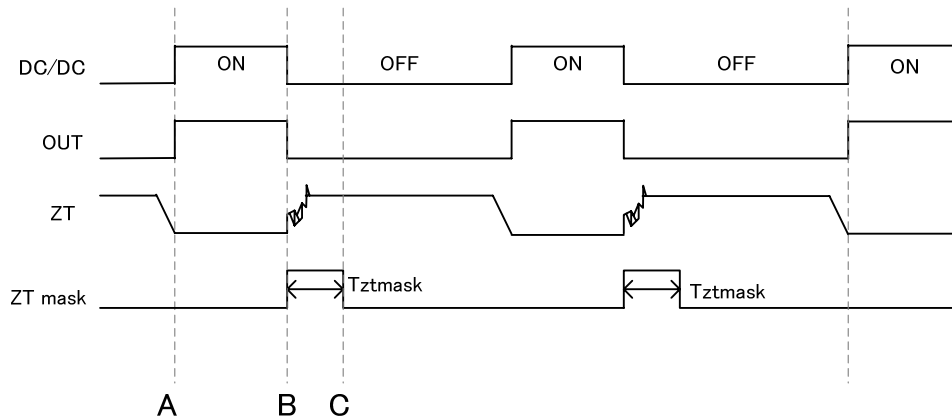 DC/DC
ON
OFF
ON
OFF
ON
OUT
ZT
ZT mask
Tztmask
Tztmask
A
B
C